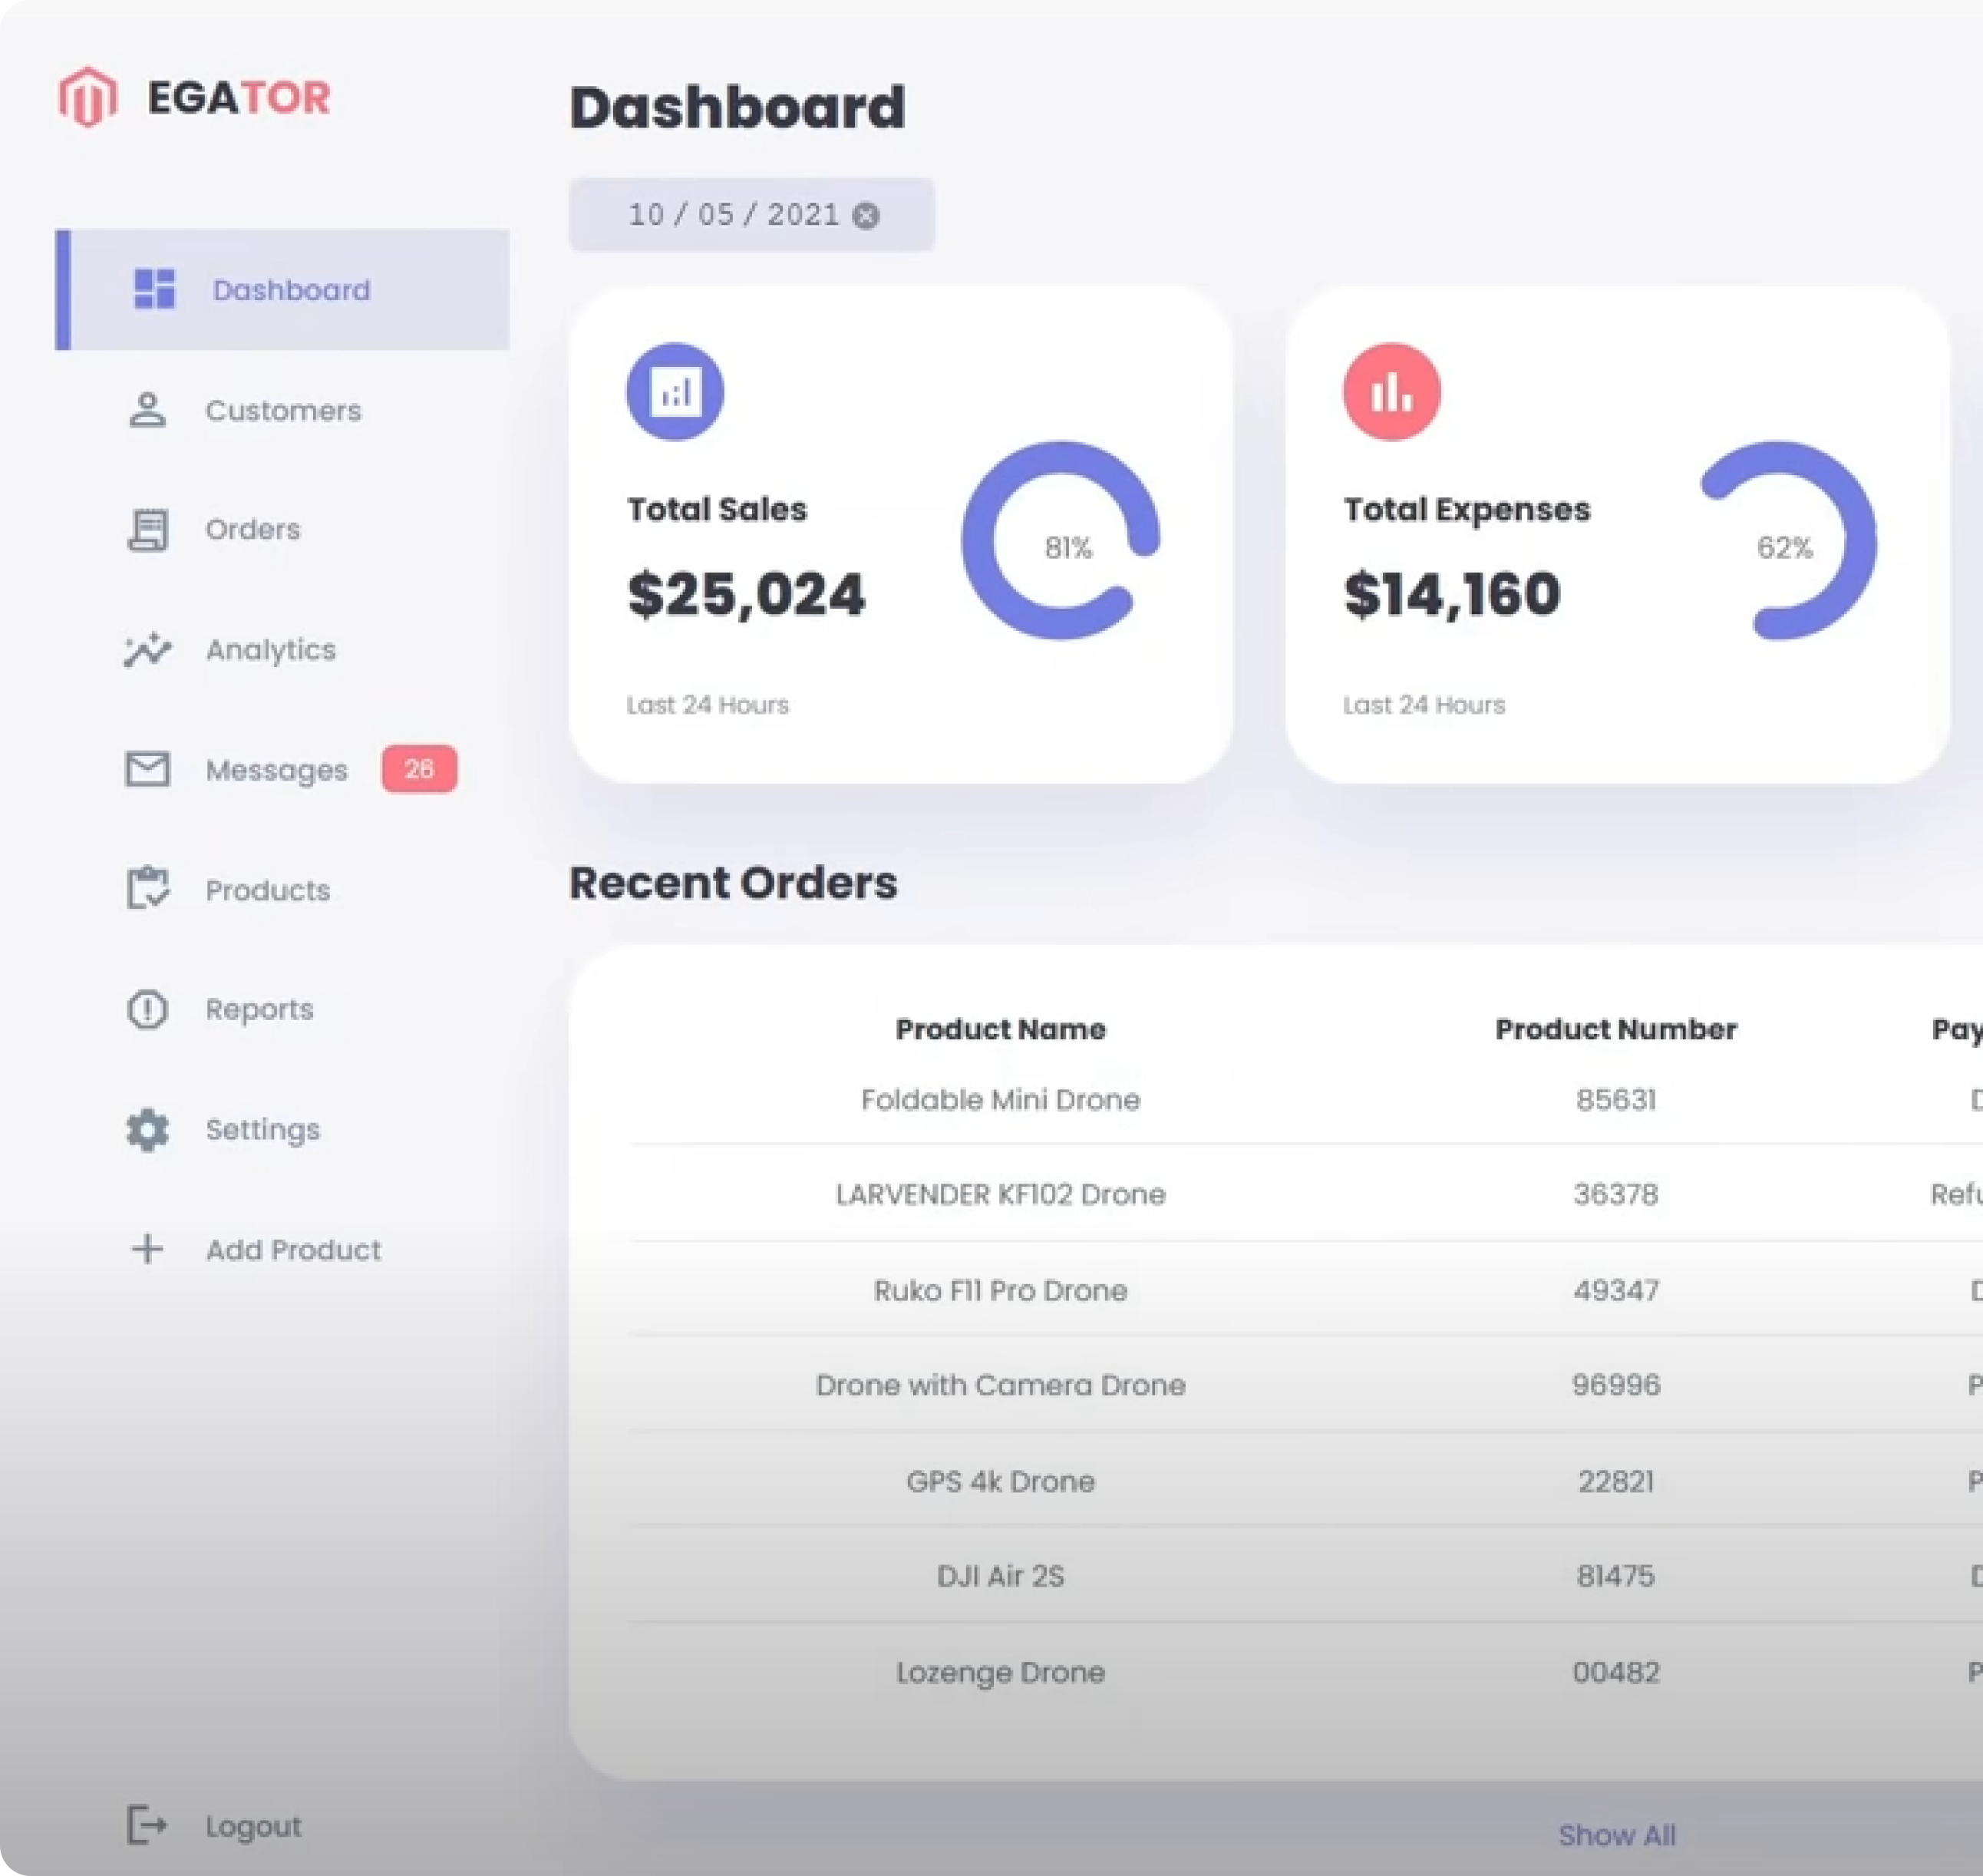 EGATOR
Dashboard
Customers
Orders
Analytics
Messages 26
Products
Reports
Settings
Add Product
Logout
Dashboard
10 / 05 / 2021
Total Sales
$25,024
81%
Last 24 Hours
Total Expenses
$14,160
62%
Last 24 Hours
Recent Orders
Product Name Product Number Pay
Foldable Mini Drone 85631
LARVENDER KF102 Drone 36378 Refu
Ruko F11 Pro Drone 49347
Drone with Camera Drone 96996 P
GPS 4k Drone 22821 P
DJI Air 2S 81475
Lozenge Drone 00482 P
Show All